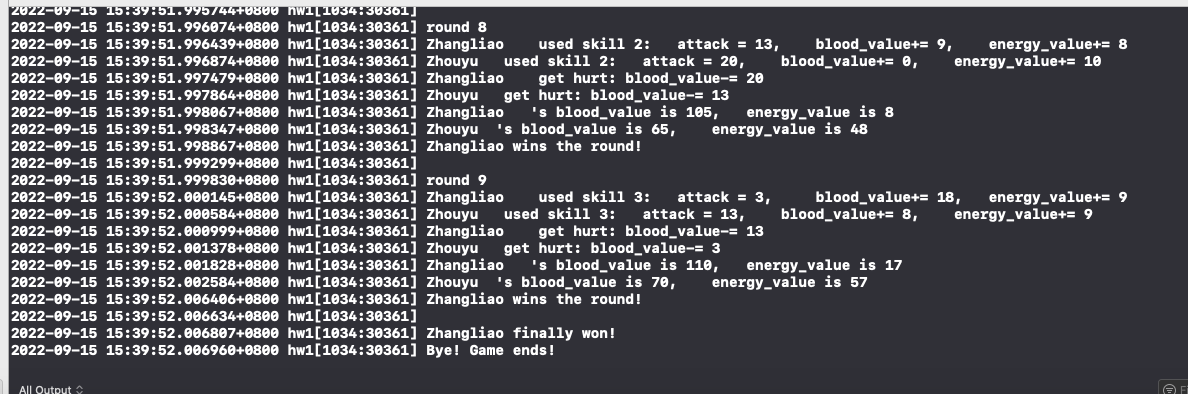 2022-09-15 15:39:51.995744+0800 hw1[1034:30361]
2022-09-15 15:39:51.996074+0800 hw1[1034:30361] round 8
2022-09-15 15:39:51.996439+0800 hw1[1034:30361] Zhangliao    used skill 2:   attack = 13,    blood_value+= 9,    energy_value+= 8
2022-09-15 15:39:51.996874+0800 hw1[1034:30361] Zhouyu   used skill 2:   attack = 20,    blood_value+= 0,    energy_value+= 10
2022-09-15 15:39:51.997479+0800 hw1[1034:30361] Zhangliao    get hurt: blood_value-= 20
2022-09-15 15:39:51.997864+0800 hw1[1034:30361] Zhouyu   get hurt: blood_value-= 13
2022-09-15 15:39:51.998067+0800 hw1[1034:30361] Zhangliao   's blood_value is 105,   energy_value is 8
2022-09-15 15:39:51.998347+0800 hw1[1034:30361] Zhouyu  's blood_value is 65,    energy_value is 48
2022-09-15 15:39:51.998867+0800 hw1[1034:30361] Zhangliao wins the round!
2022-09-15 15:39:51.999299+0800 hw1[1034:30361]
2022-09-15 15:39:51.999830+0800 hw1[1034:30361] round 9
2022-09-15 15:39:52.000145+0800 hw1[1034:30361] Zhangliao    used skill 3:   attack = 3,     blood_value+= 18,   energy_value+= 9
2022-09-15 15:39:52.000584+0800 hw1[1034:30361] Zhouyu   used skill 3:   attack = 13,    blood_value+= 8,    energy_value+= 9
2022-09-15 15:39:52.000999+0800 hw1[1034:30361] Zhangliao    get hurt: blood_value-= 13
2022-09-15 15:39:52.001378+0800 hw1[1034:30361] Zhouyu   get hurt: blood_value-= 3
2022-09-15 15:39:52.001828+0800 hw1[1034:30361] Zhangliao   's blood_value is 110,   energy_value is 17
2022-09-15 15:39:52.002584+0800 hw1[1034:30361] Zhouyu  's blood_value is 70,    energy_value is 57
2022-09-15 15:39:52.006406+0800 hw1[1034:30361] Zhangliao wins the round!
2022-09-15 15:39:52.006634+0800 hw1[1034:30361]
2022-09-15 15:39:52.006807+0800 hw1[1034:30361] Zhangliao finally won!
2022-09-15 15:39:52.006960+0800 hw1[1034:30361] Bye! Game ends!
All Output